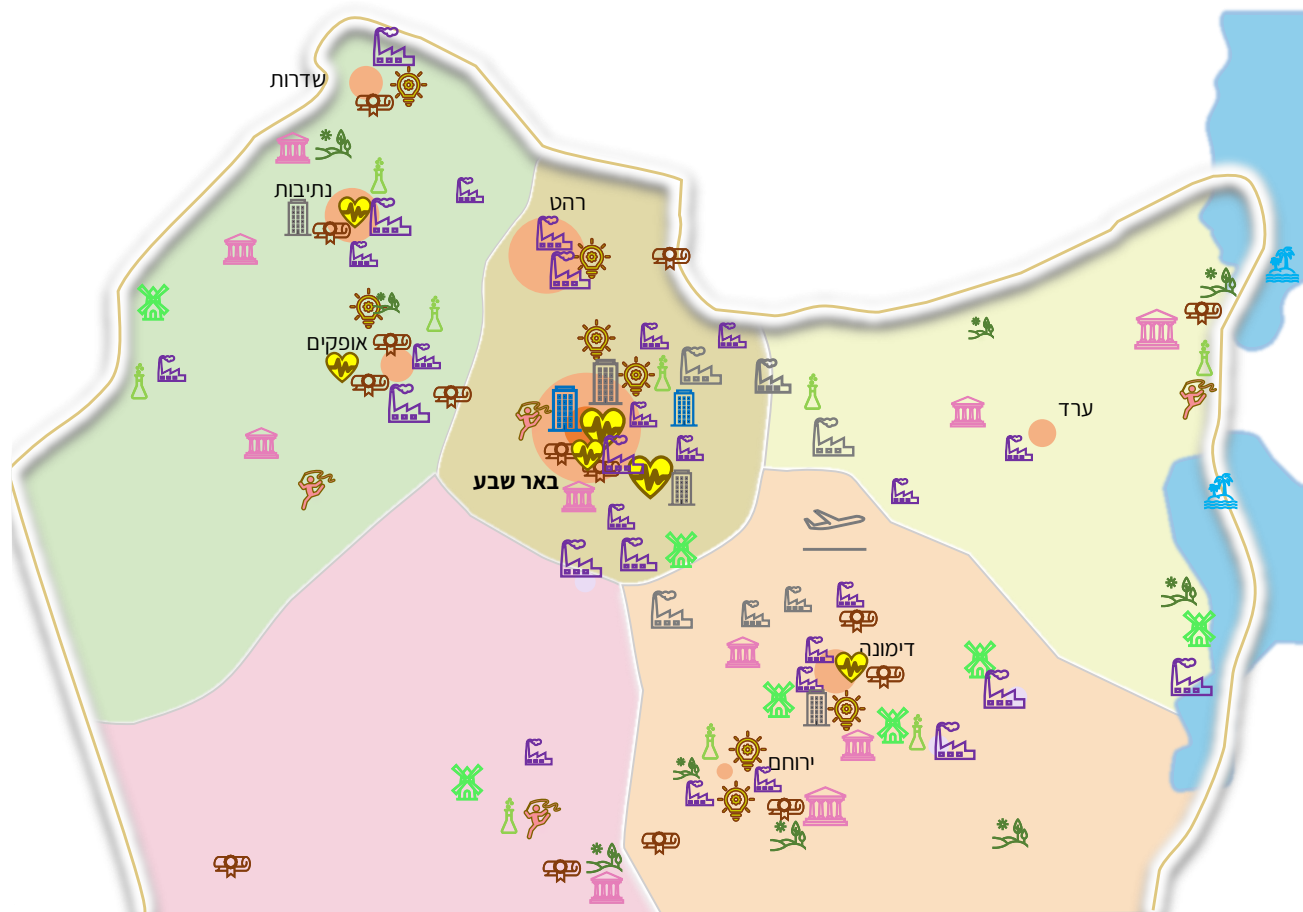 שדרות
נתיבות
רהט
אופקים
ערד
באר שבע
דימונה
ירוחם